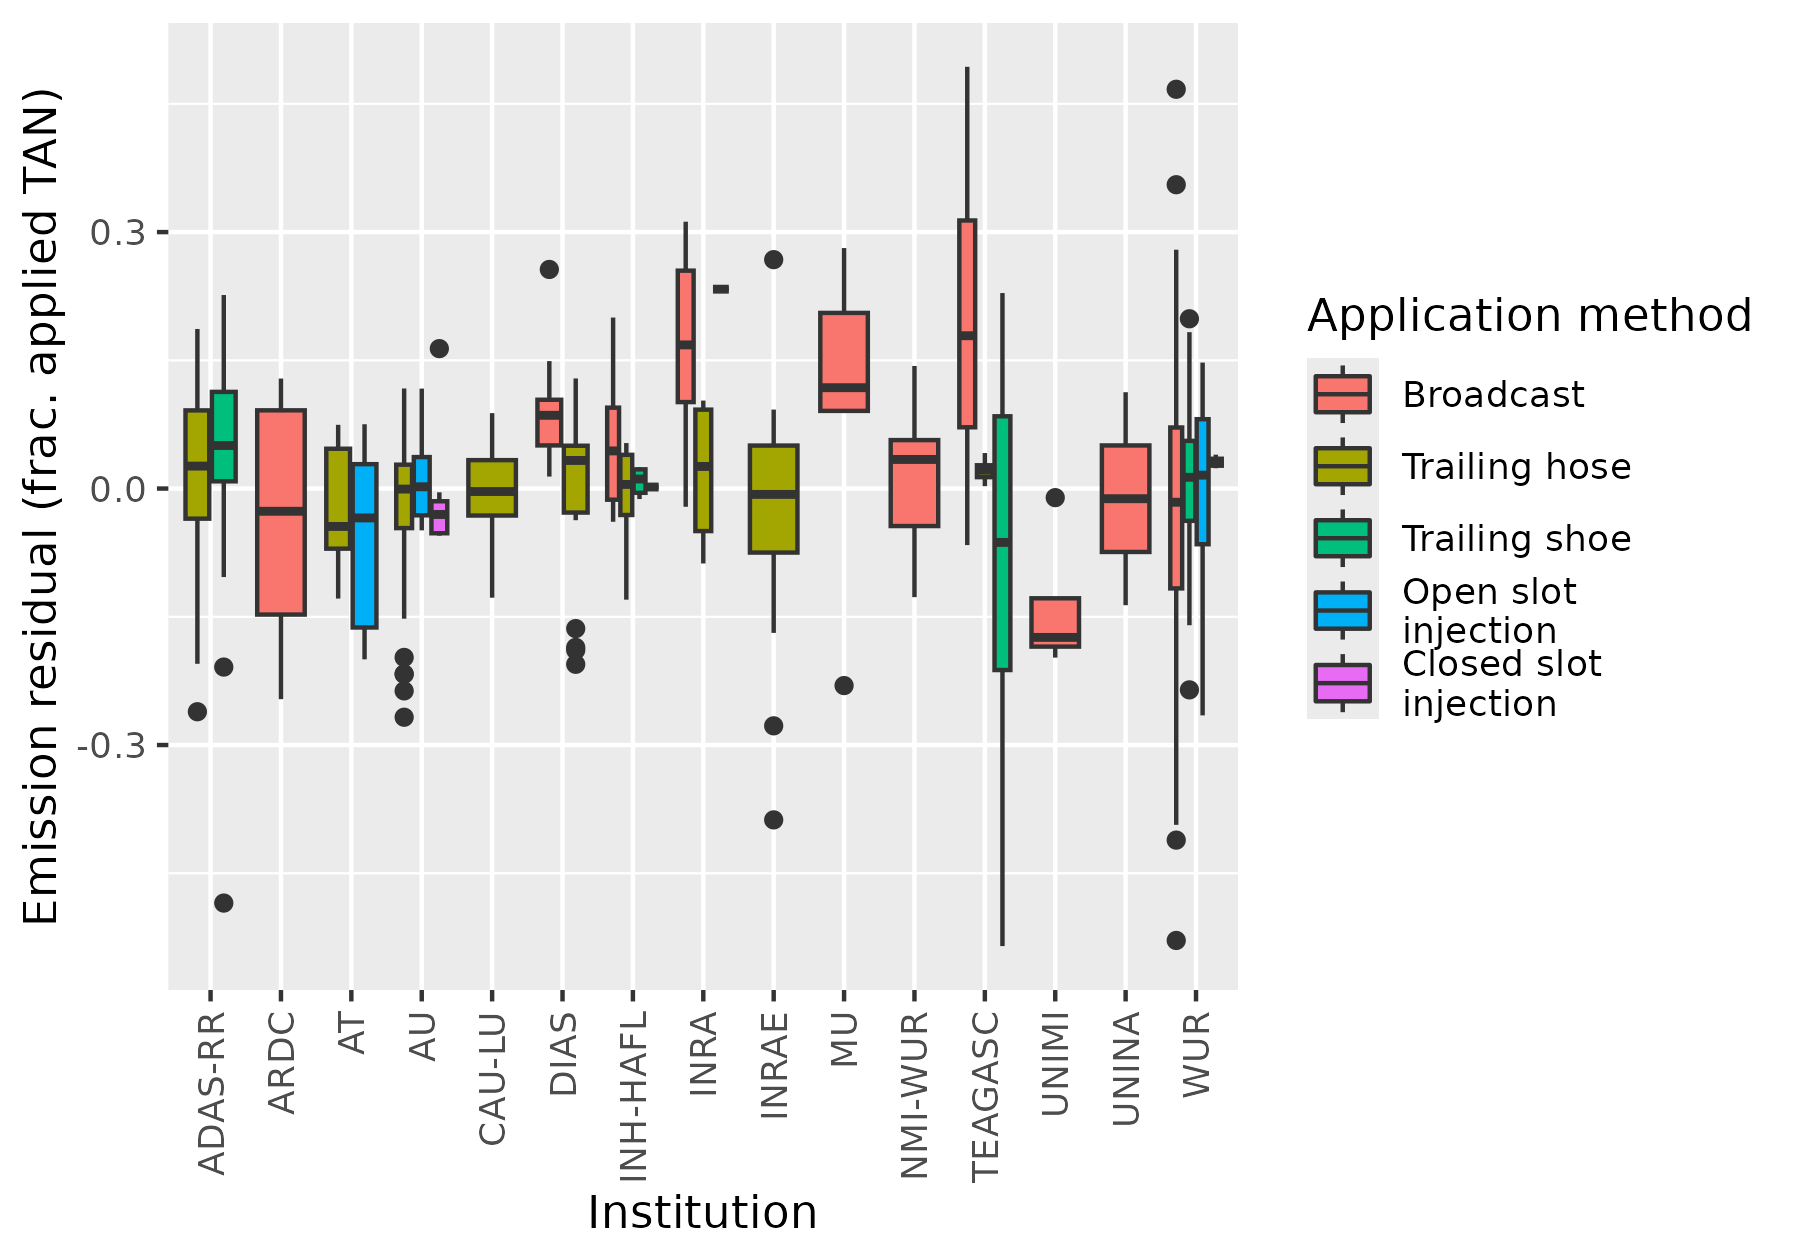 Emission residual (frac. applied TAN)
0.3
0.0
-0.3
ADAS-RR
ARDC
AT
AU
CAU-LU
DIAS
INH-HAFL
INRA
INRAE
MU
NMI-WUR
TEAGASC
UNIMI
UNINA
WUR
Institution
Application method
Broadcast
Trailing hose
Trailing shoe
Open slot
injection
Closed slot
injection